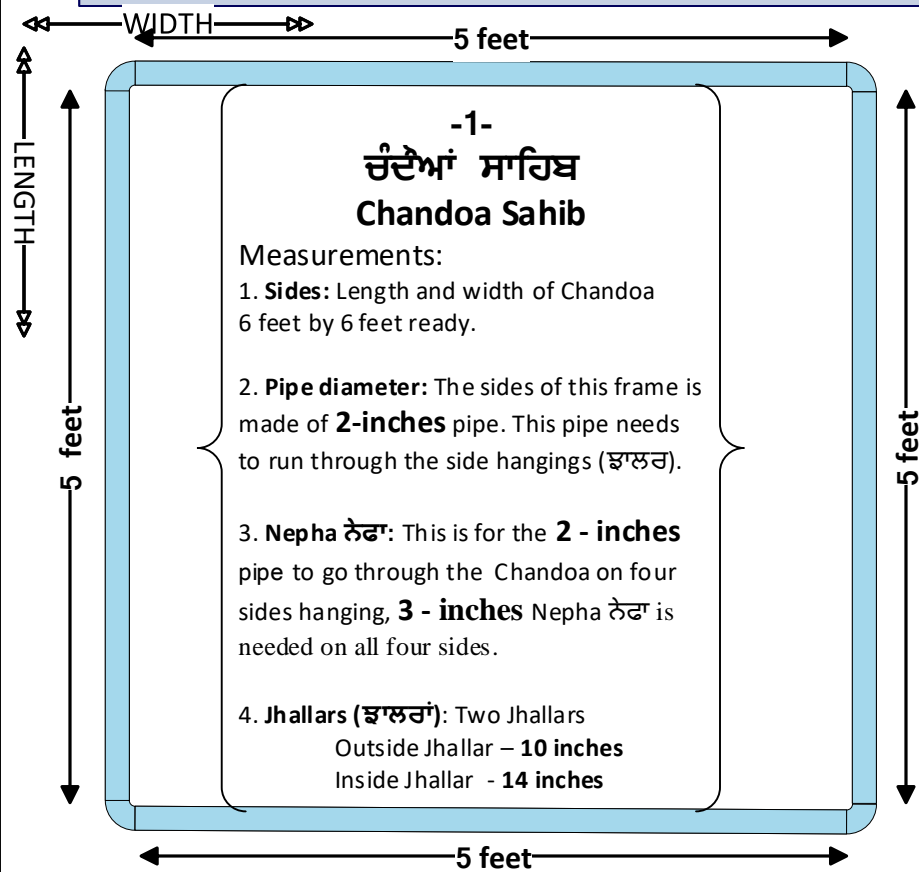 WIDTH
5 feet
LENGTH
5 feet
5 feet
-1-
ਚੰਦੋਆਂ ਸਾਹਿਬ
Chandoa Sahib
Measurements:
1. Sides: Length and width of Chandoa
6 feet by 6 feet ready.
2. Pipe diameter: The sides of this frame is
made of 2-inches pipe. This pipe needs
to run through the side hangings (ਝਾਲਰ).
3. Nepha ਨੇਫਾ: This is for the 2 - inches
pipe to go through the Chandoa on four
sides hanging, 3 - inches Nepha ਨੇਫਾ is
needed on all four sides.
4. Jhallars (ਝਾਲਰਾਂ): Two Jhallars
Outside Jhallar – 10 inches
Inside Jhallar - 14 inches
5 feet